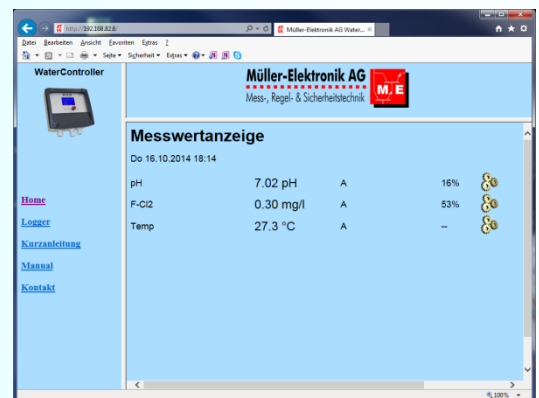 http://192.168.82.8/
Müller-Elektronik AG Water...
Datei Bearbeiten Ansicht Favoriten Extras ?
Seite Sicherheit Extras
WaterController
Müller-Elektronik AG
Mess-, Regel- & Sicherheitstechnik
M E
Messwertanzeige
Do 16.10.2014 18:14
pH 7.02 pH A 16%
F-Cl2 0.30 mg/l A 53%
Temp 27.3 °C A --
Home
Logger
Kurzanleitung
Manual
Kontakt
100%